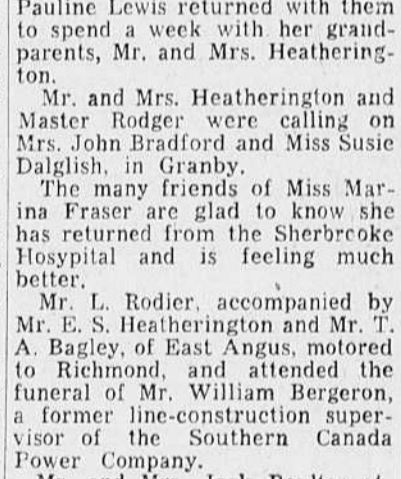 Pauline Lewis returned with them
to spend a week with her grand-
parents, Mr. and Mrs. Heathering-
ton.
Mr. and Mrs. Heatherington and
Master Rodger were calling on
Mrs. John Bradford and Miss Susie
Dalglish, in Granby.
The many friends of Miss Mar-
ina Fraser are glad to know she
has returned from the Sherbrcoke
Hosypital and is feeling much
better.
Mr. L. Rodier, accompanied by
Mr. E. S. Heatherington and Mr. T.
A. Bagley, of East Angus, motored
to Richmond, and attended the
funeral of Mr. William Bergeron,
a former line-construction super-
visor of the Southern Canada
Power Company.
Mr. and Mrs.